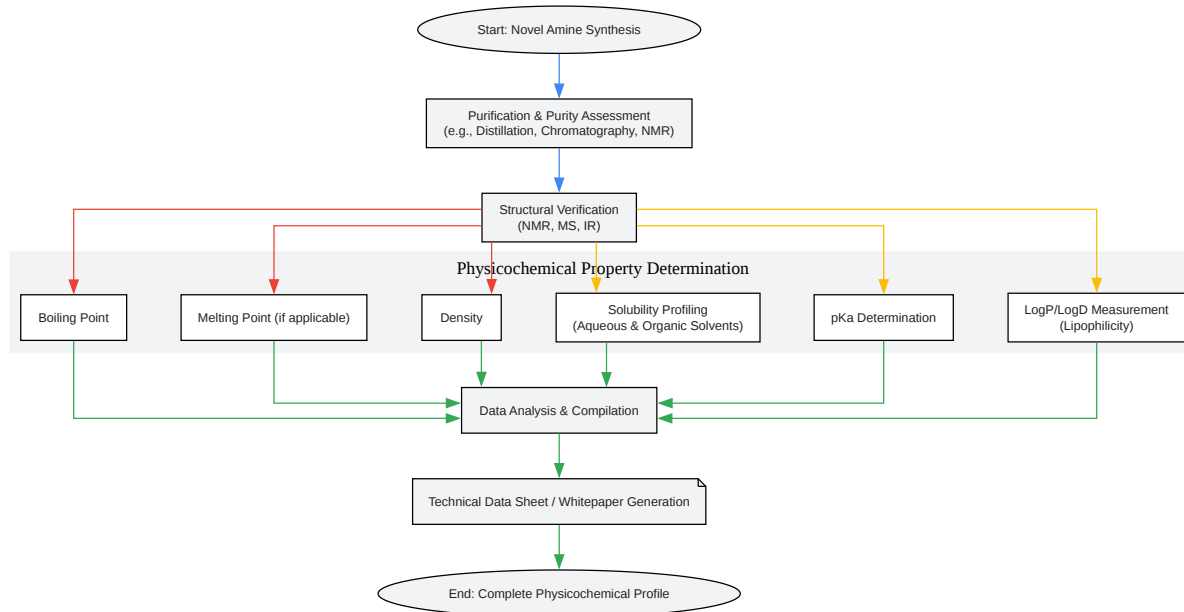 Start: Novel Amine Synthesis
Purification & Purity Assessment
(e.g., Distillation, Chromatography, NMR)
Structural Verification
(NMR, MS, IR)
Physicochemical Property Determination
Boiling Point
Melting Point (if applicable)
Density
Solubility Profiling
(Aqueous & Organic Solvents)
pKa Determination
LogP/LogD Measurement
(Lipophilicity)
Data Analysis & Compilation
Technical Data Sheet / Whitepaper Generation
End: Complete Physicochemical Profile